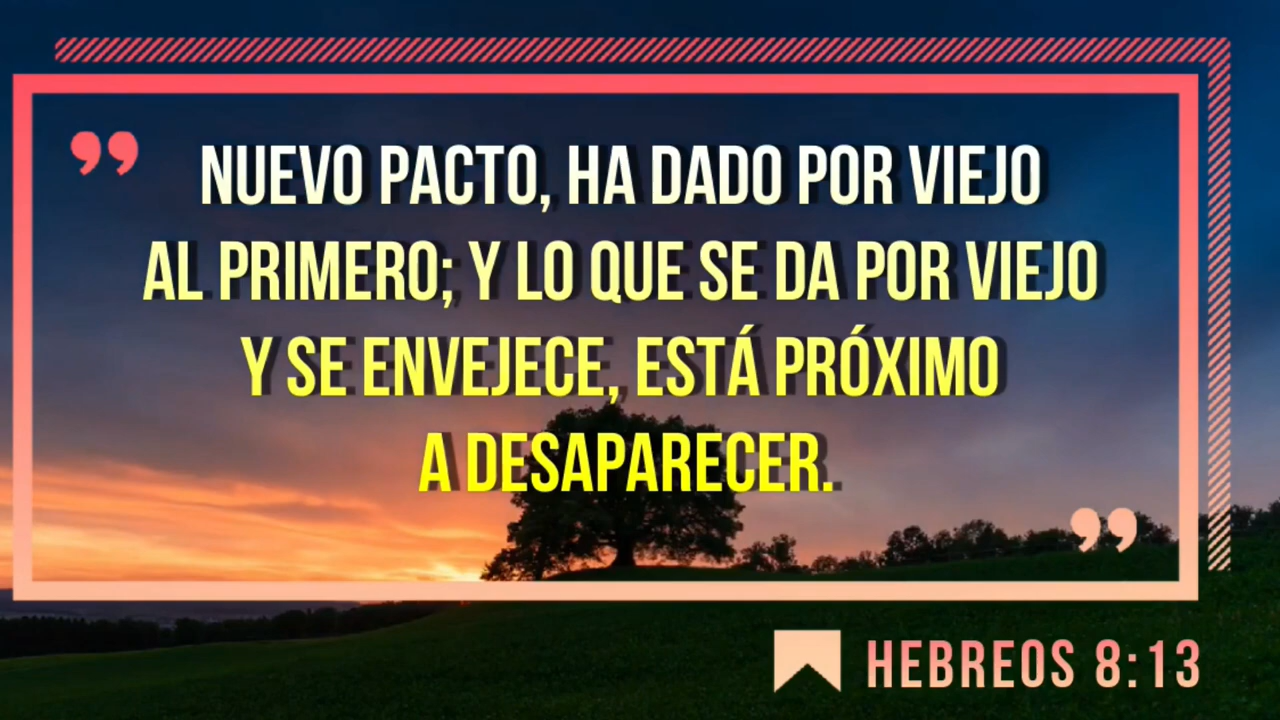 NUEVO PACTO, HA DADO POR VIEJO
AL PRIMERO; Y LO QUE SE DA POR VIEJO
Y SE ENVEJECE, ESTÁ PRÓXIMO
A DESAPARECER.
HEBREOS 8:13